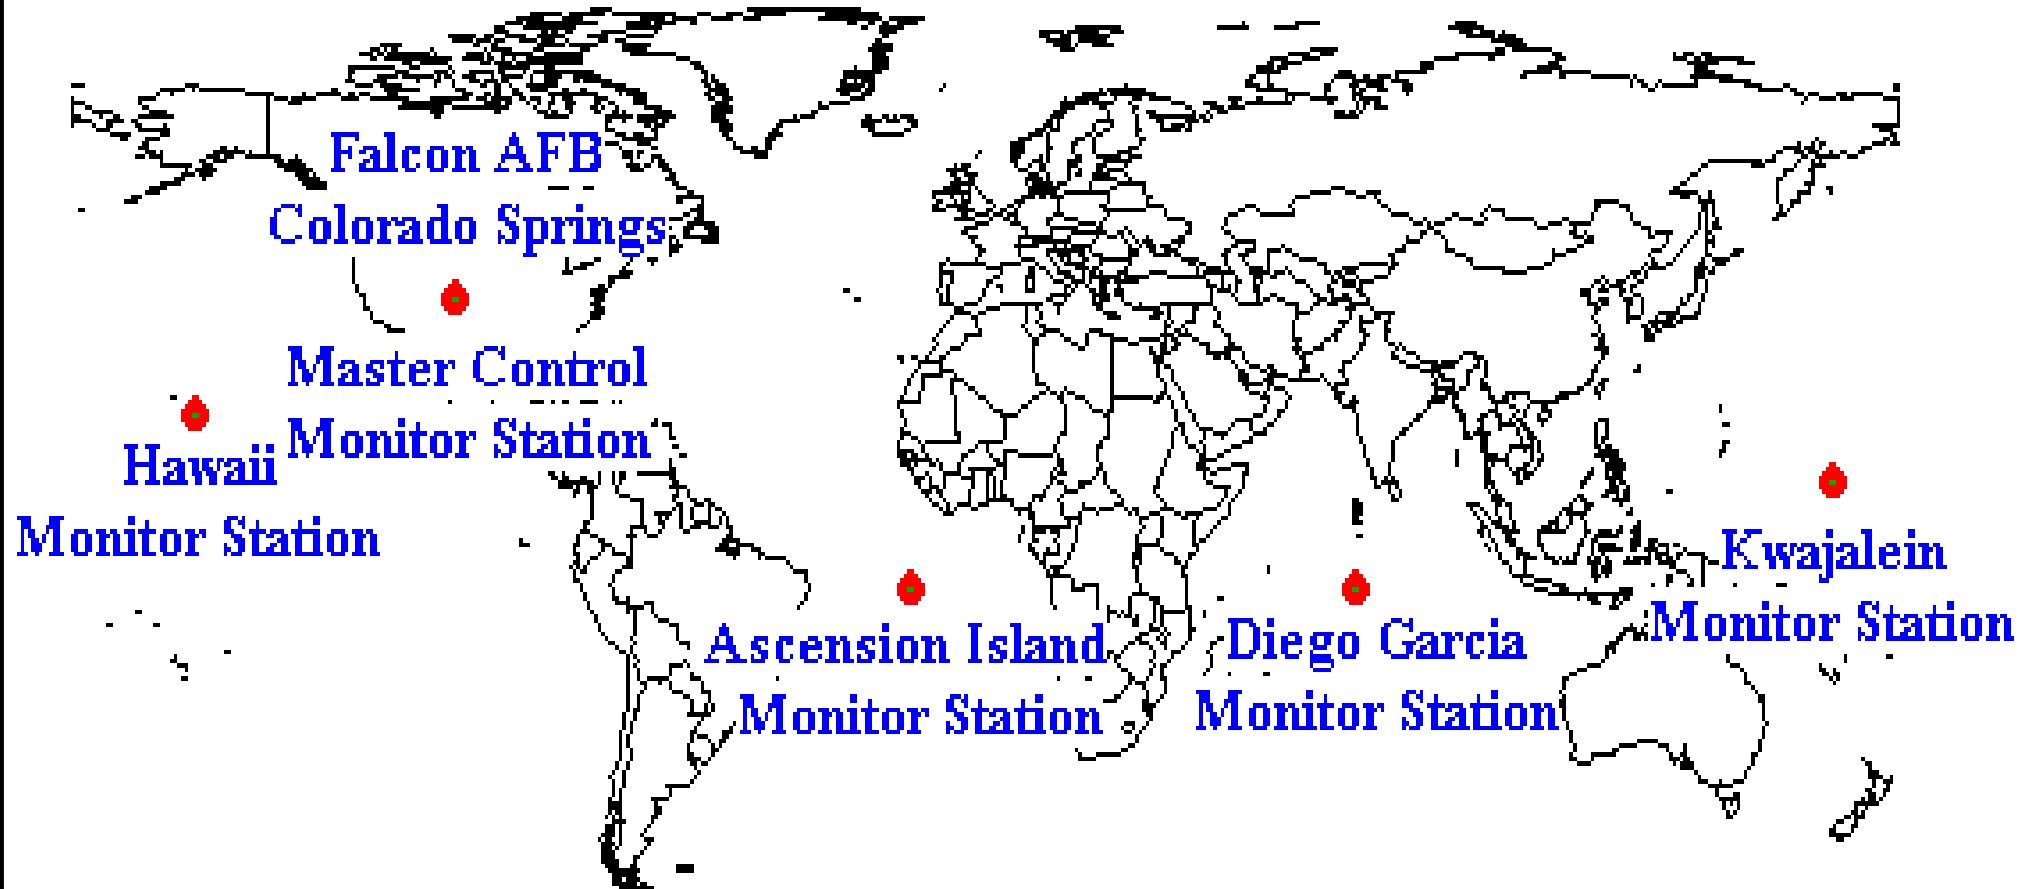 Falcon AFB
Colorado Springs
Master Control
Monitor Station
Hawaii
Monitor Station
Ascension Island
Monitor Station
Diego Garcia
Monitor Station
Kwajalein
Monitor Station